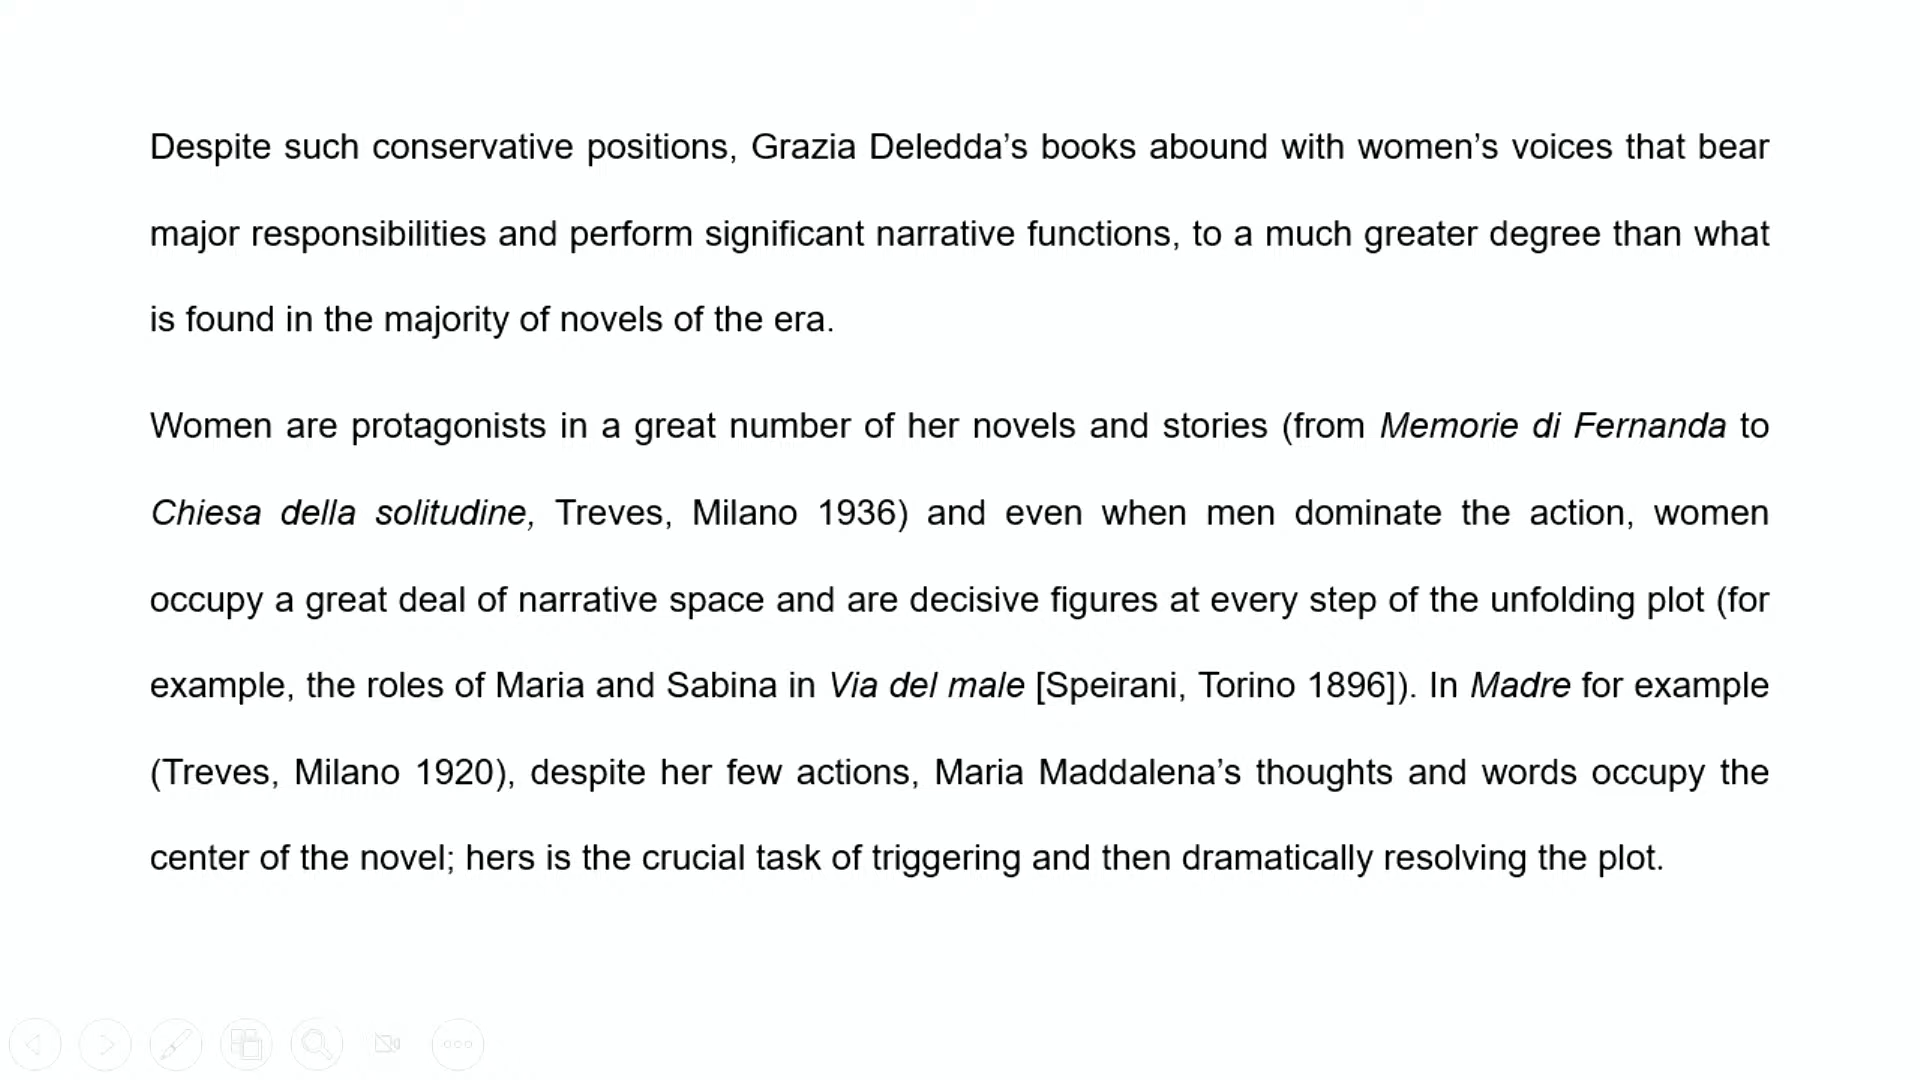 Despite such conservative positions, Grazia Deledda’s books abound with women’s voices that bear
major responsibilities and perform significant narrative functions, to a much greater degree than what
is found in the majority of novels of the era.
Women are protagonists in a great number of her novels and stories (from Memorie di Fernanda to
Chiesa della solitudine, Treves, Milano 1936) and even when men dominate the action, women
occupy a great deal of narrative space and are decisive figures at every step of the unfolding plot (for
example, the roles of Maria and Sabina in Via del male [Speirani, Torino 1896]). In Madre for example
(Treves, Milano 1920), despite her few actions, Maria Maddalena’s thoughts and words occupy the
center of the novel; hers is the crucial task of triggering and then dramatically resolving the plot.